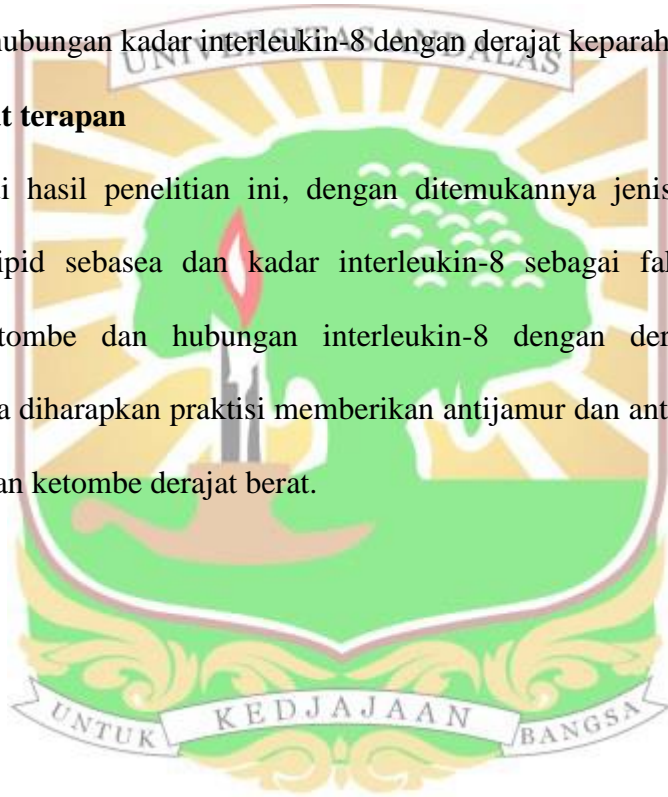 hubungan kadar interleukin-8 dengan derajat keparah
UNIVERSITAS ANDALAS
t terapan
i hasil penelitian ini, dengan ditemukannya jenis
ipid sebasea dan kadar interleukin-8 sebagai fal
tombe dan hubungan interleukin-8 dengan der
a diharapkan praktisi memberikan antijamur dan ant
an ketombe derajat berat.
UNTUK KEDJAJAAN BANGSA